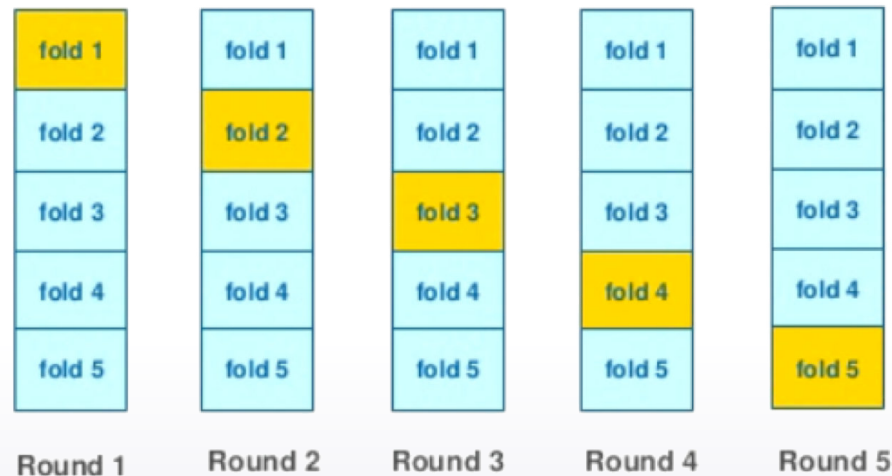 fold 1 fold 1 fold 1 fold 1 fold 1
fold 2 fold 2 fold 2 fold 2 fold 2
fold 3 fold 3 fold 3 fold 3 fold 3
fold 4 fold 4 fold 4 fold 4 fold 4
fold 5 fold 5 fold 5 fold 5 fold 5
Round 1 Round 2 Round 3 Round 4 Round 5